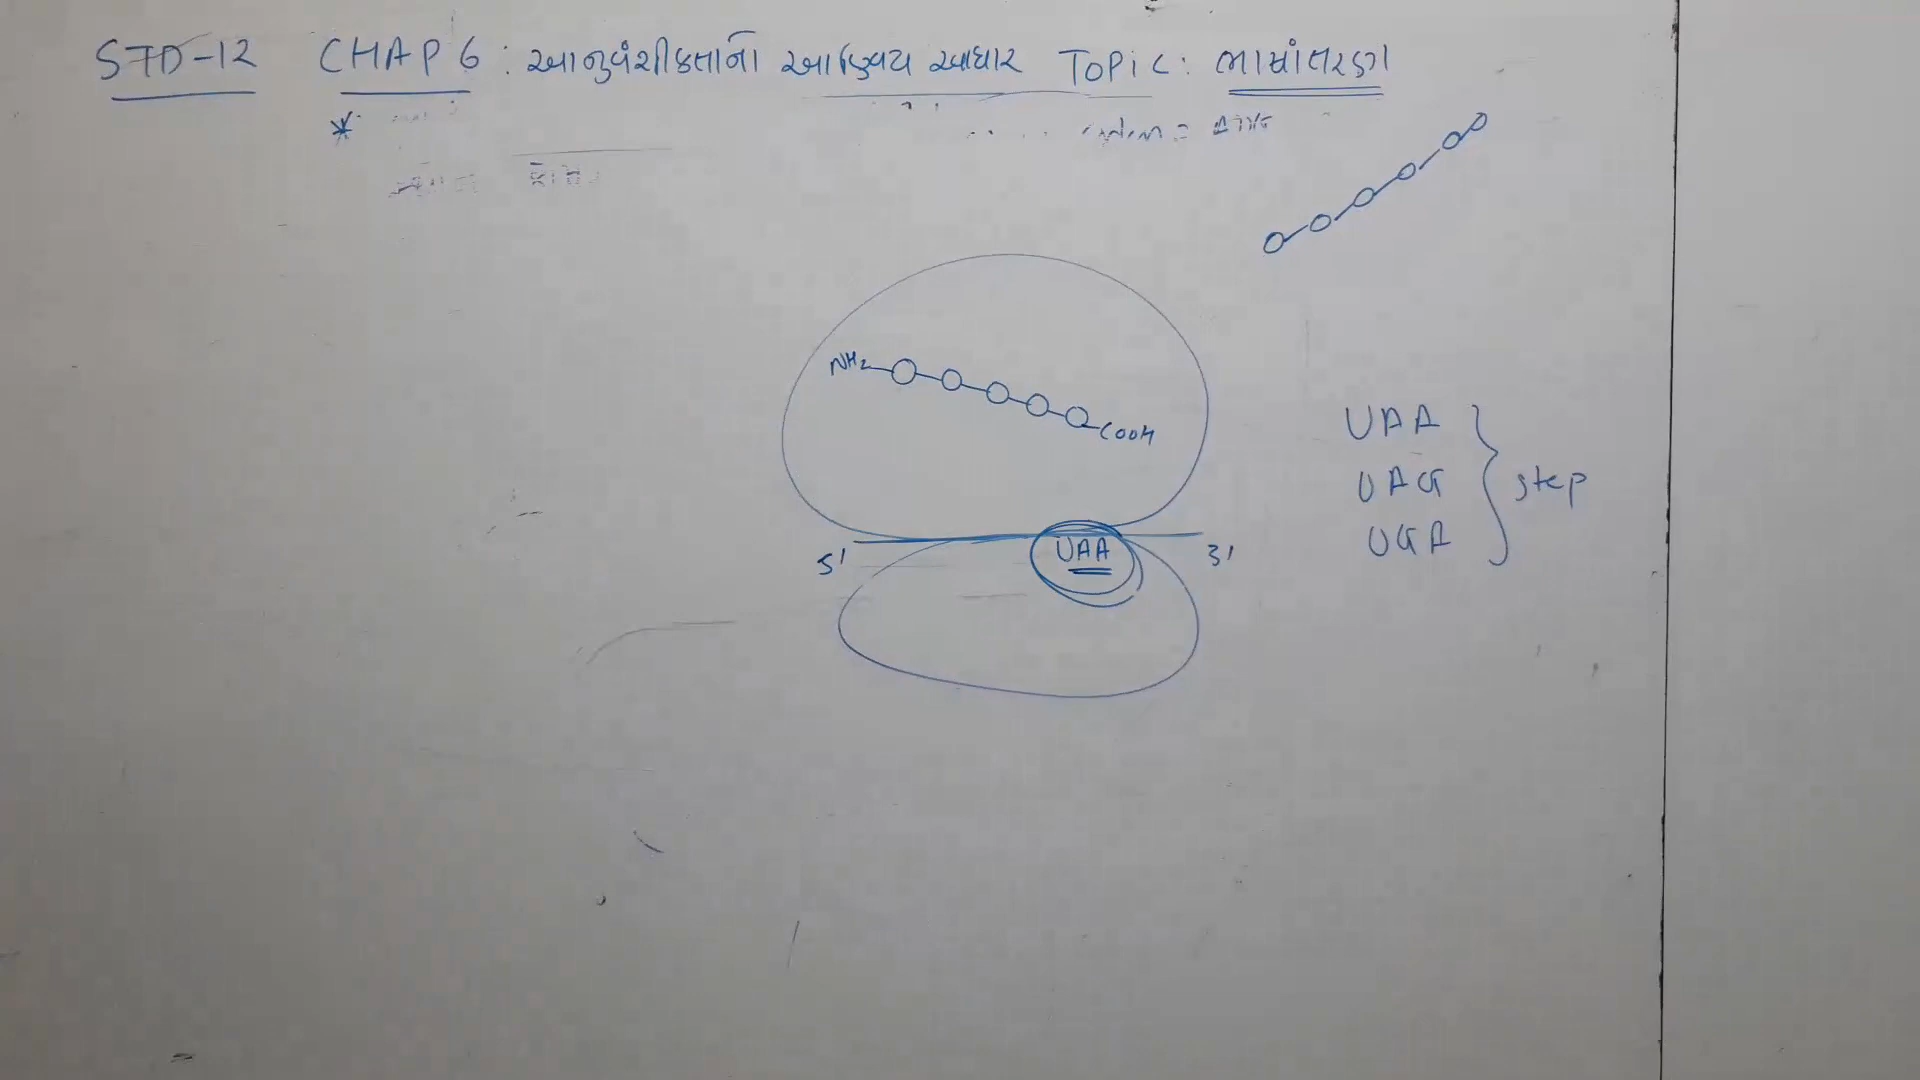 STD-12 CHAP 6 : આનુવંશીકતાનો આણ્વિય આધાર TOPIC : ભાષાંતરણ
*
NH2
COOH
5' UAA 3'
UAA
UAG
UGA
stop